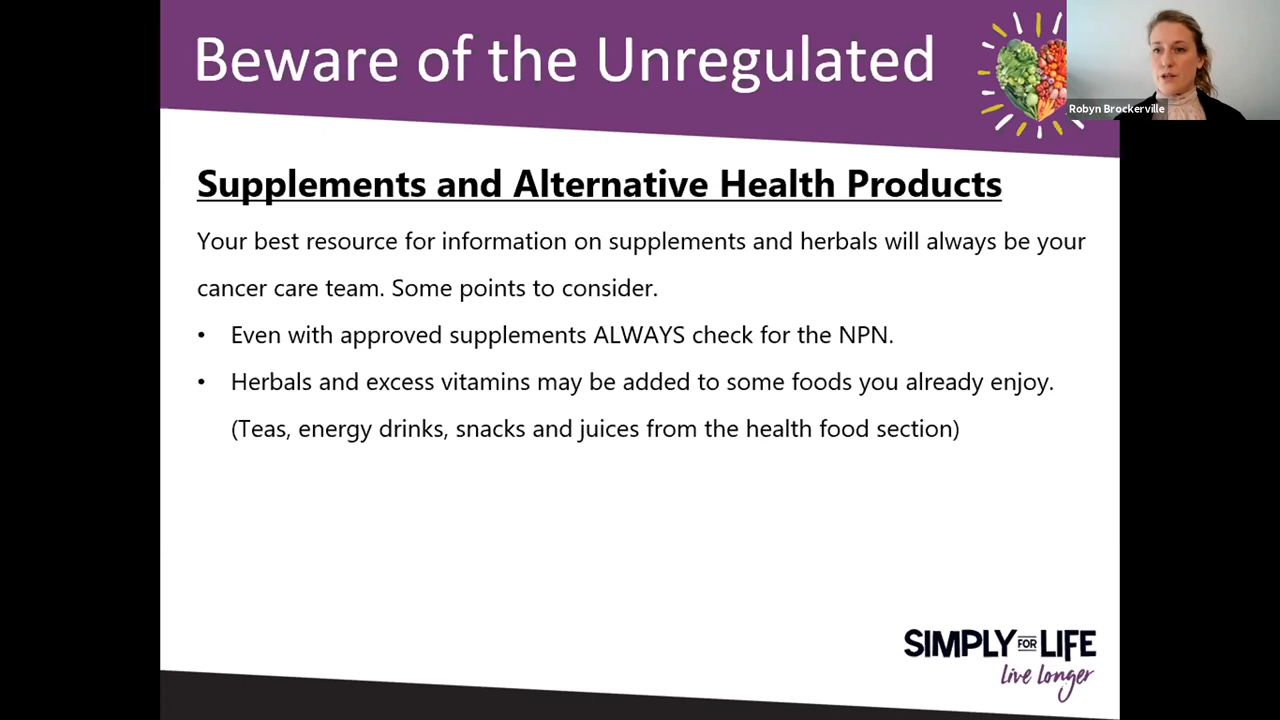 Beware of the Unregulated
Robyn Brockerville
Supplements and Alternative Health Products
Your best resource for information on supplements and herbals will always be your
cancer care team. Some points to consider.
• Even with approved supplements ALWAYS check for the NPN.
• Herbals and excess vitamins may be added to some foods you already enjoy.
(Teas, energy drinks, snacks and juices from the health food section)
SIMPLY FOR LIFE
live longer